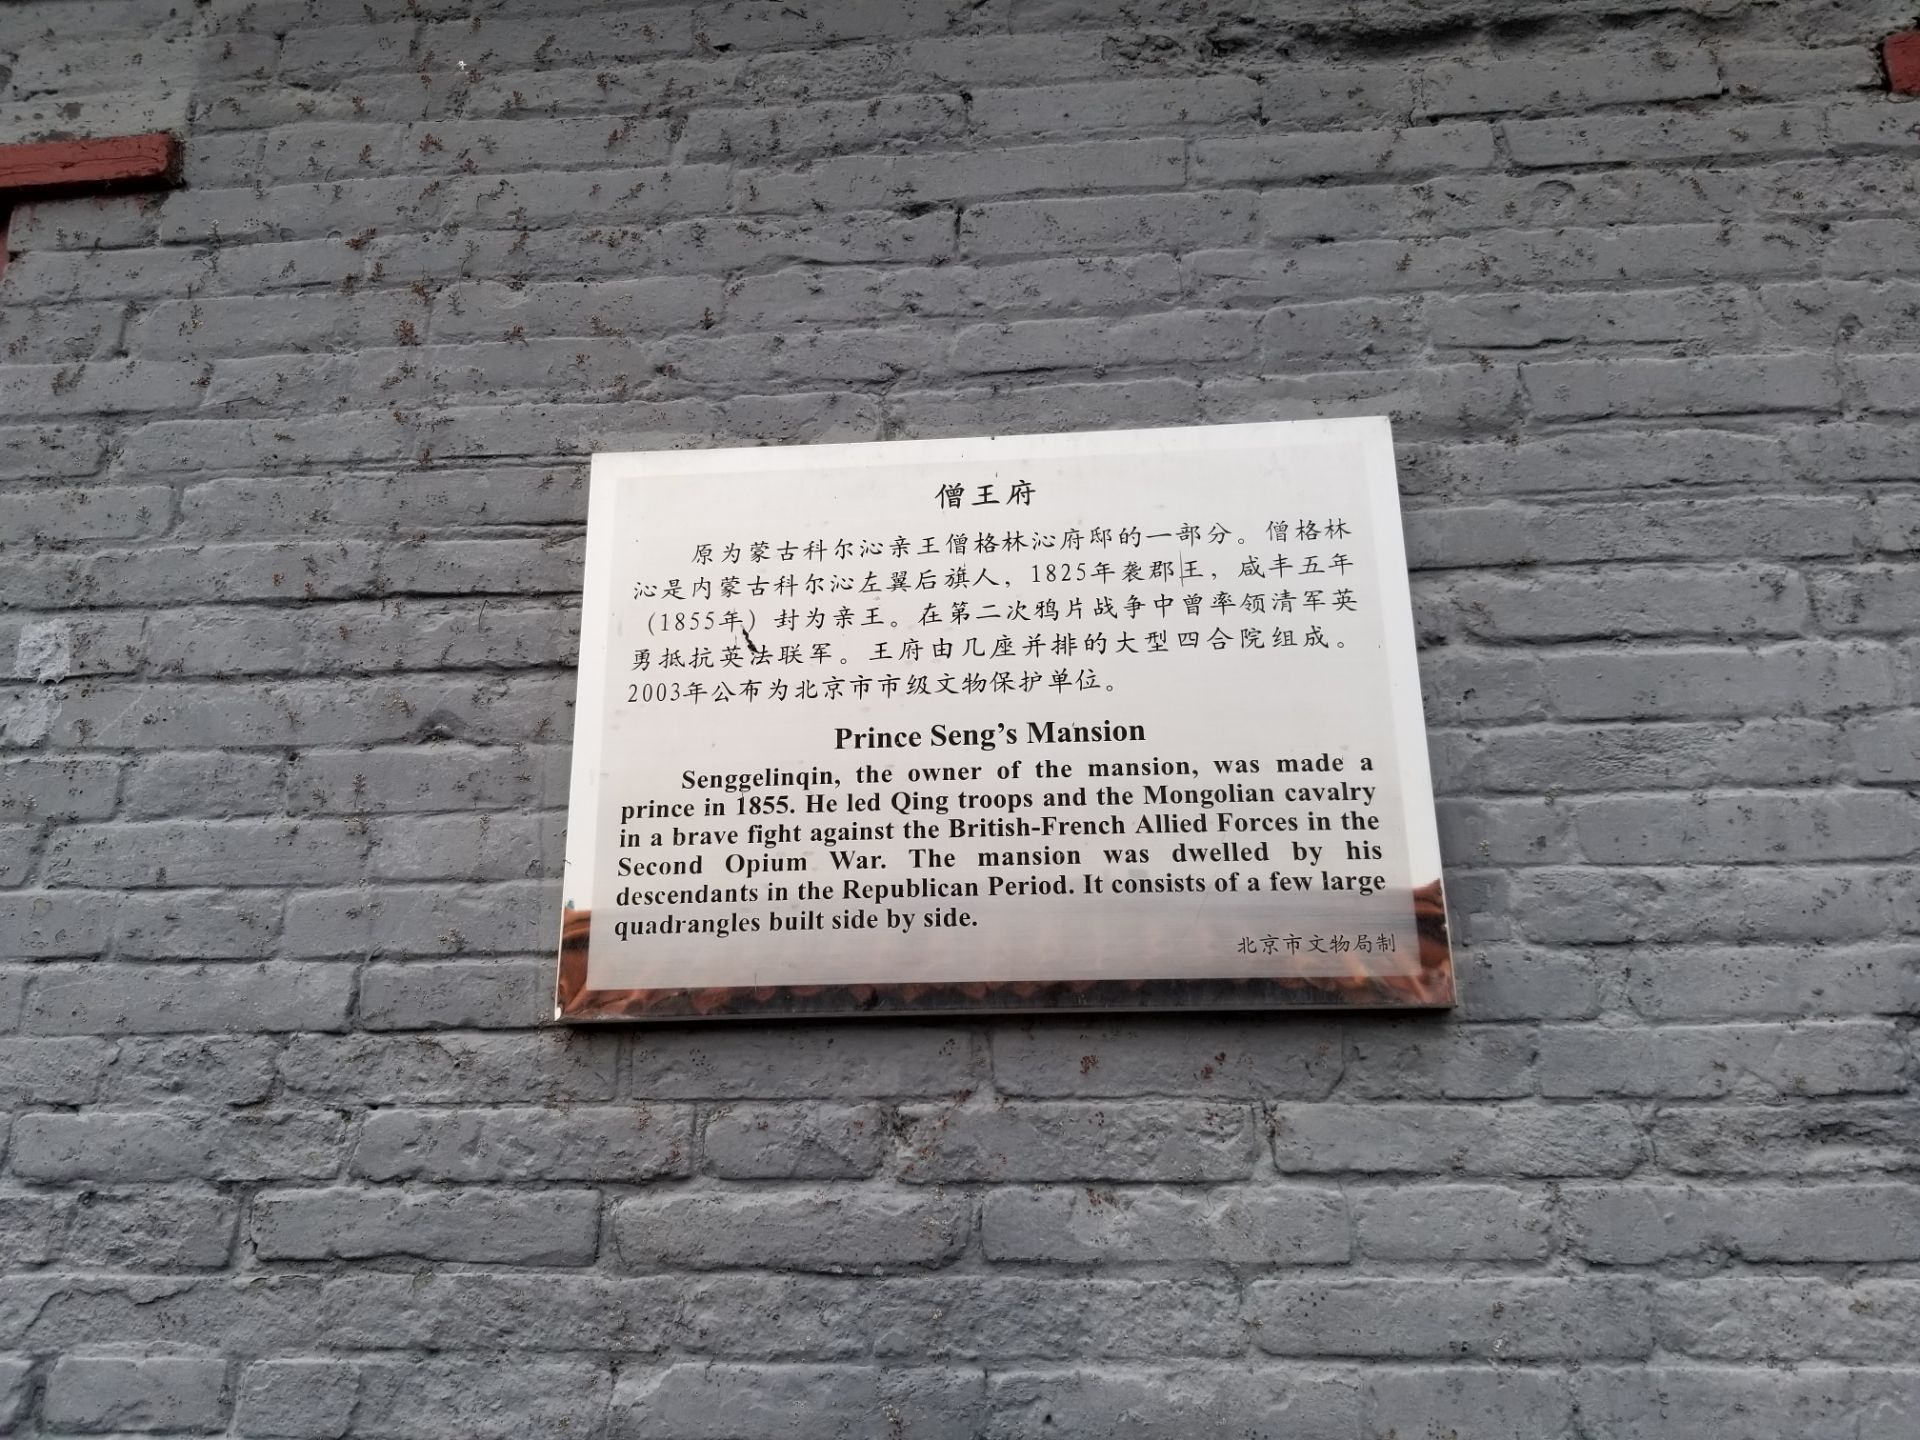 僧王府
原为蒙古科尔沁亲王僧格林沁府邸的一部分。僧格林
沁是内蒙古科尔沁左翼后旗人，1825年袭郡王，咸丰五年
（1855年）封为亲王。在第二次鸦片战争中曾率领清军英
勇抵抗英法联军。王府由几座并排的大型四合院组成。
2003年公布为北京市市级文物保护单位。
Prince Seng's Mansion
Senggelinqin, the owner of the mansion, was made a
prince in 1855. He led Qing troops and the Mongolian cavalry
in a brave fight against the British-French Allied Forces in the
Second Opium War. The mansion was dwelled by his
descendants in the Republican Period. It consists of a few large
quadrangles built side by side.
北京市文物局制